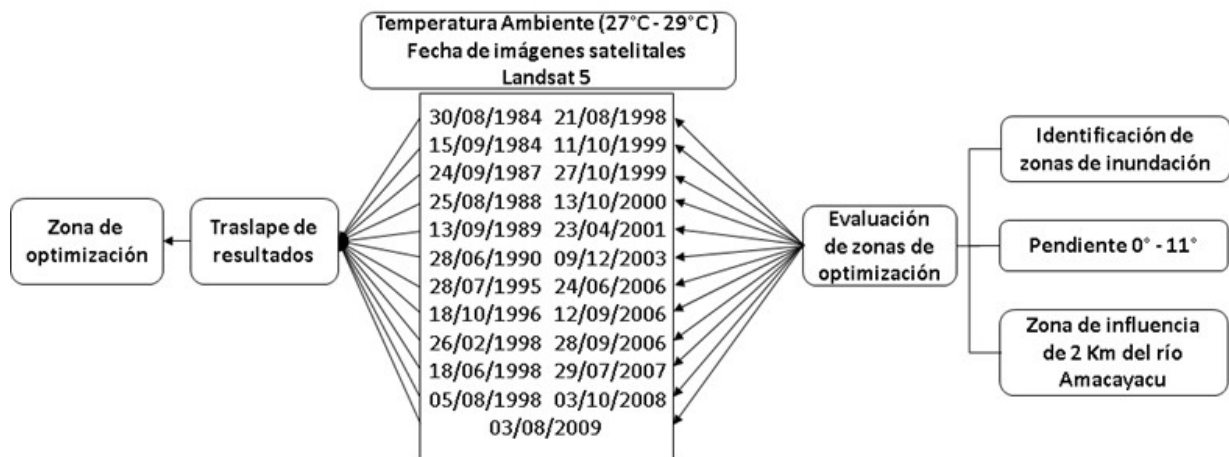 Temperatura Ambiente (27°C - 29°C )
Fecha de imágenes satelitales
Landsat 5
30/08/1984 21/08/1998
15/09/1984 11/10/1999
24/09/1987 27/10/1999
25/08/1988 13/10/2000
13/09/1989 23/04/2001
28/06/1990 09/12/2003
28/07/1995 24/06/2006
18/10/1996 12/09/2006
26/02/1998 28/09/2006
18/06/1998 29/07/2007
05/08/1998 03/10/2008
03/08/2009
Zona de
optimización
Traslape de
resultados
Evaluación
de zonas de
optimización
Identificación de
zonas de inundación
Pendiente 0° - 11°
Zona de influencia
de 2 Km del río
Amacayacu